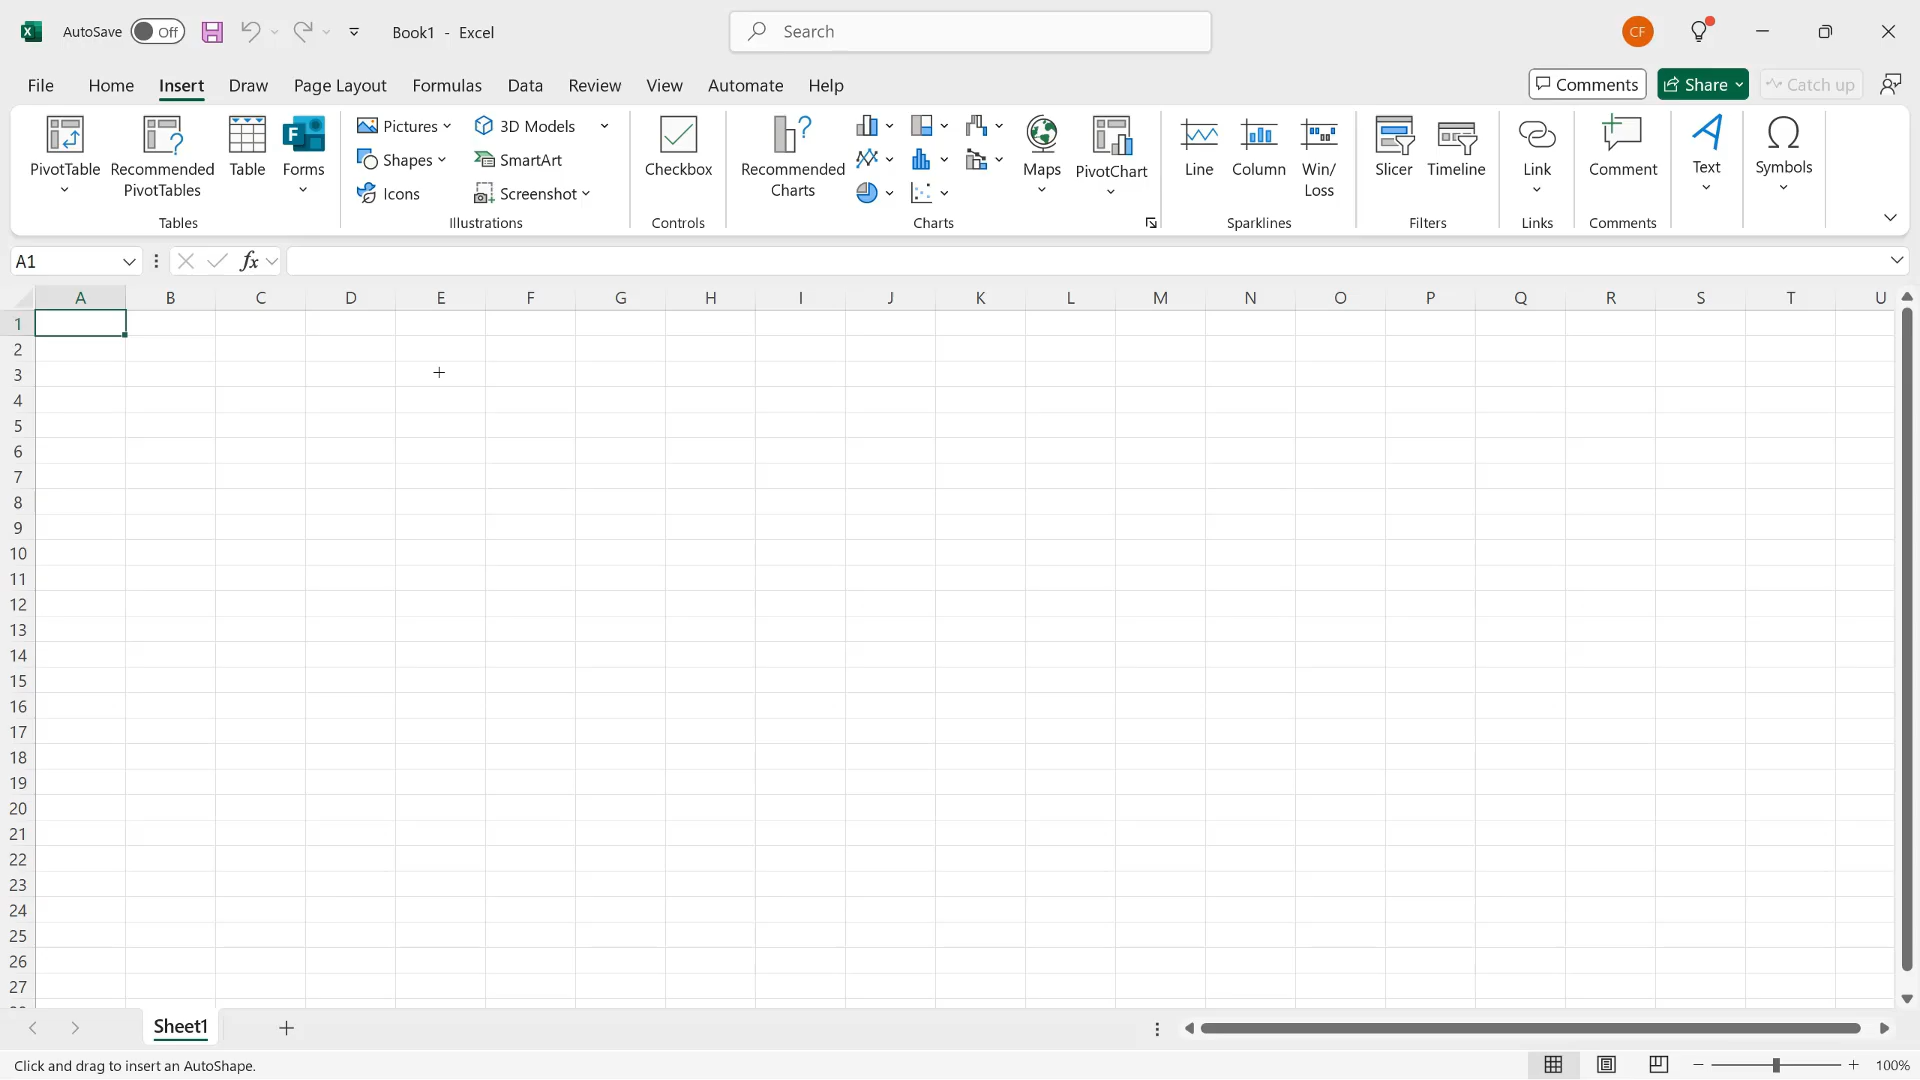 AutoSave Off Book1 - Excel Search CF
File Home Insert Draw Page Layout Formulas Data Review View Automate Help Comments Share Catch up
PivotTable
Recommended
PivotTables
Table
Forms
Tables
Pictures
Shapes
Icons
3D Models
SmartArt
Screenshot
Illustrations
Checkbox
Controls
Recommended
Charts
Maps
PivotChart
Charts
Line
Column
Win/
Loss
Sparklines
Slicer
Timeline
Filters
Link
Links
Comment
Comments
Text
Symbols
A1 fx
A B C D E F G H I J K L M N O P Q R S T U
1
2
3
4
5
6
7
8
9
10
11
12
13
14
15
16
17
18
19
20
21
22
23
24
25
26
27
Sheet1
Click and drag to insert an AutoShape. 100%